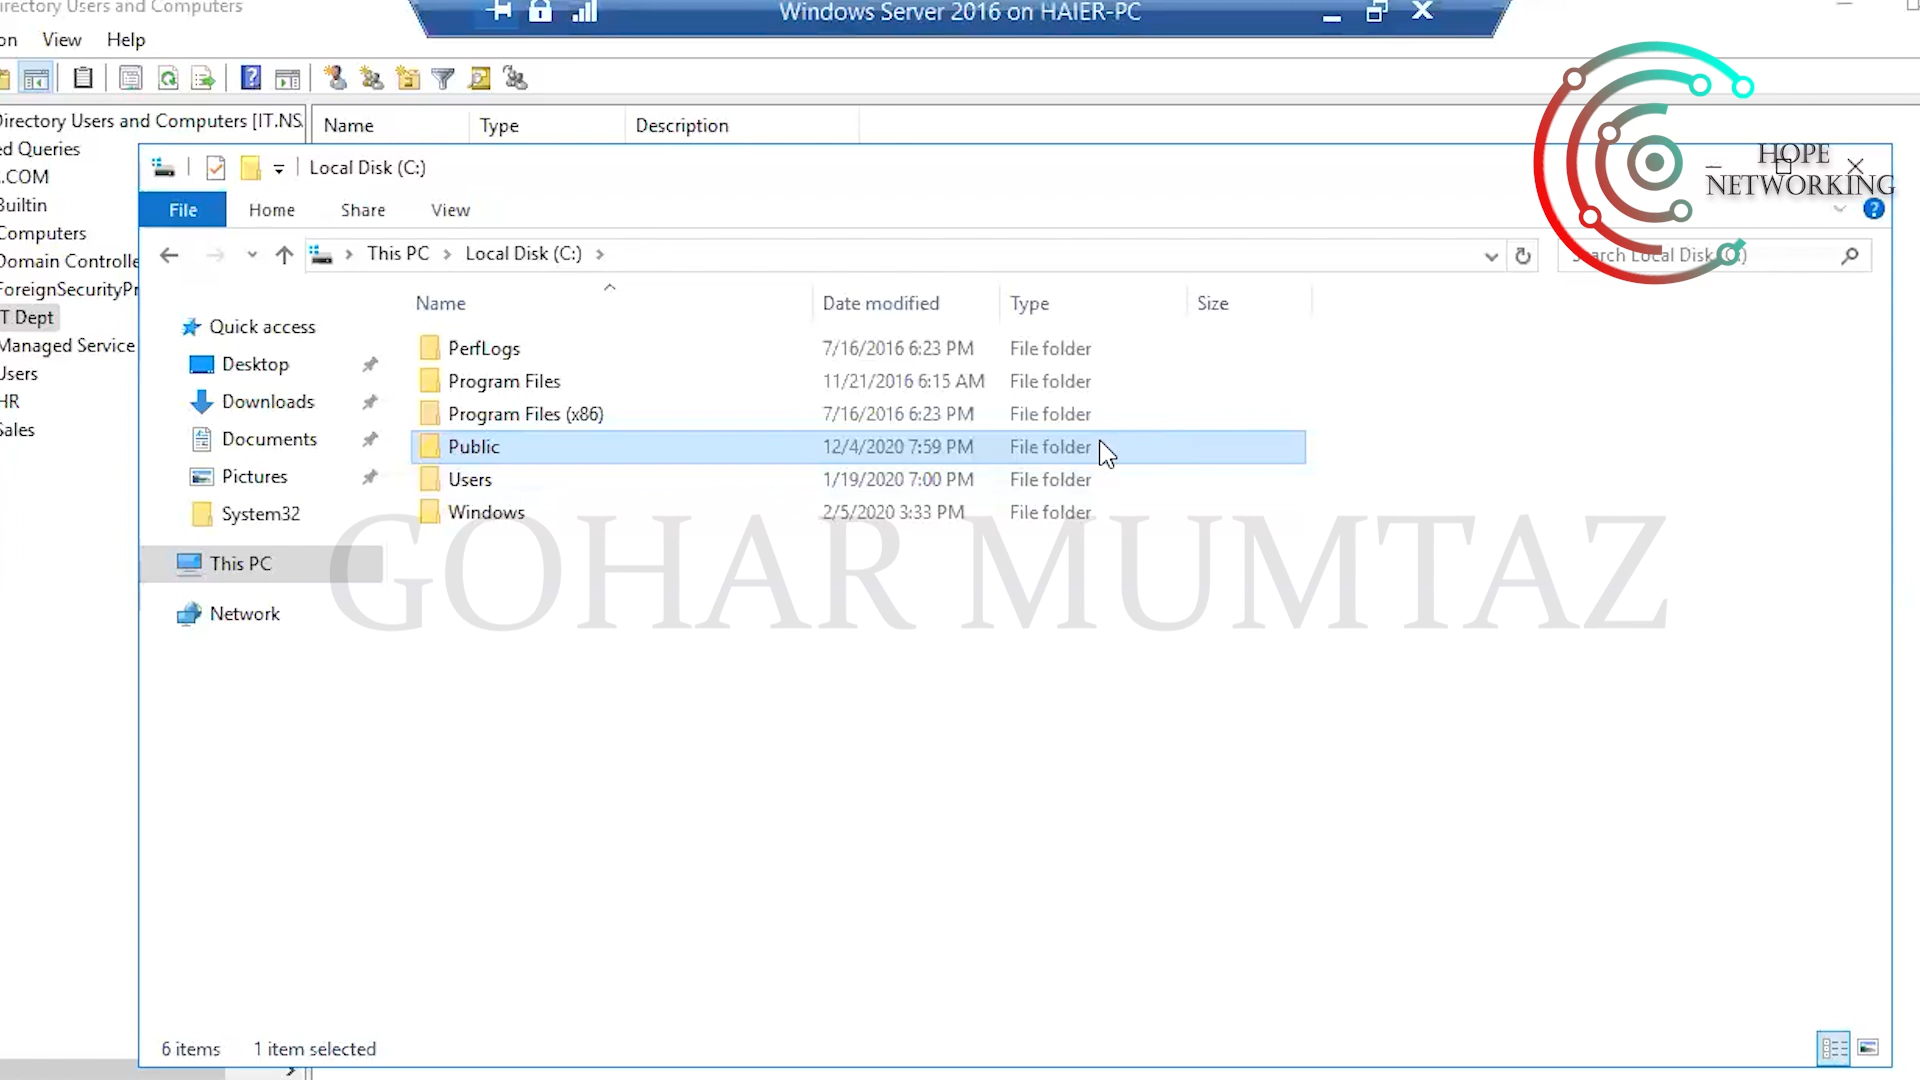 irectory Users and Computers
Windows Server 2016 on HAIER-PC
on View Help
Directory Users and Computers [IT.NS
Name Type Description
ed Queries
.COM
Builtin
Computers
Domain Controlle
ForeignSecurityPr
IT Dept
Managed Service
Users
HR
Sales
Local Disk (C:)
HOPE
NETWORKING
File Home Share View
This PC Local Disk (C:)
Search Local Disk (C:)
Name Date modified Type Size
Quick access
Desktop
Downloads
Documents
Pictures
System32
This PC
Network
PerfLogs 7/16/2016 6:23 PM File folder
Program Files 11/21/2016 6:15 AM File folder
Program Files (x86) 7/16/2016 6:23 PM File folder
Public 12/4/2020 7:59 PM File folder
Users 1/19/2020 7:00 PM File folder
Windows 2/5/2020 3:33 PM File folder
GOHAR MUMTAZ
6 items 1 item selected